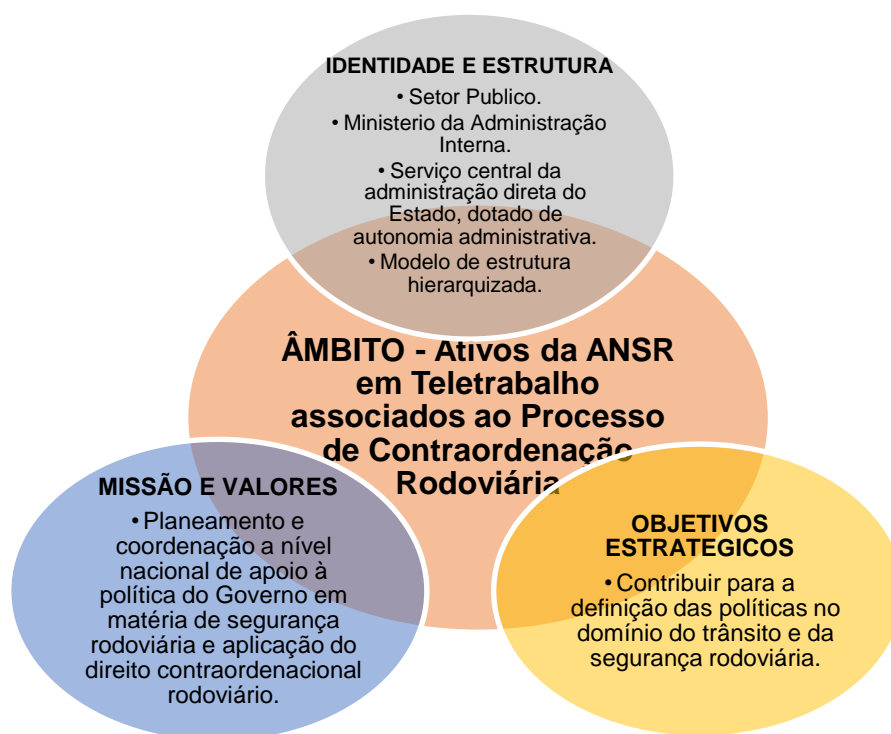 IDENTIDADE E ESTRUTURA
• Setor Publico.
• Ministerio da Administração
Interna.
• Serviço central da
administração direta do
Estado, dotado de
autonomia administrativa.
• Modelo de estrutura
hierarquizada.
ÂMBITO - Ativos da ANSR
em Teletrabalho
associados ao Processo
de Contraordenação
Rodoviária
MISSÃO E VALORES
• Planeamento e
coordenação a nível
nacional de apoio à
política do Governo em
matéria de segurança
rodoviária e aplicação do
direito contraordenacional
rodoviário.
OBJETIVOS
ESTRATEGICOS
• Contribuir para a
definição das políticas no
domínio do trânsito e da
segurança rodoviária.